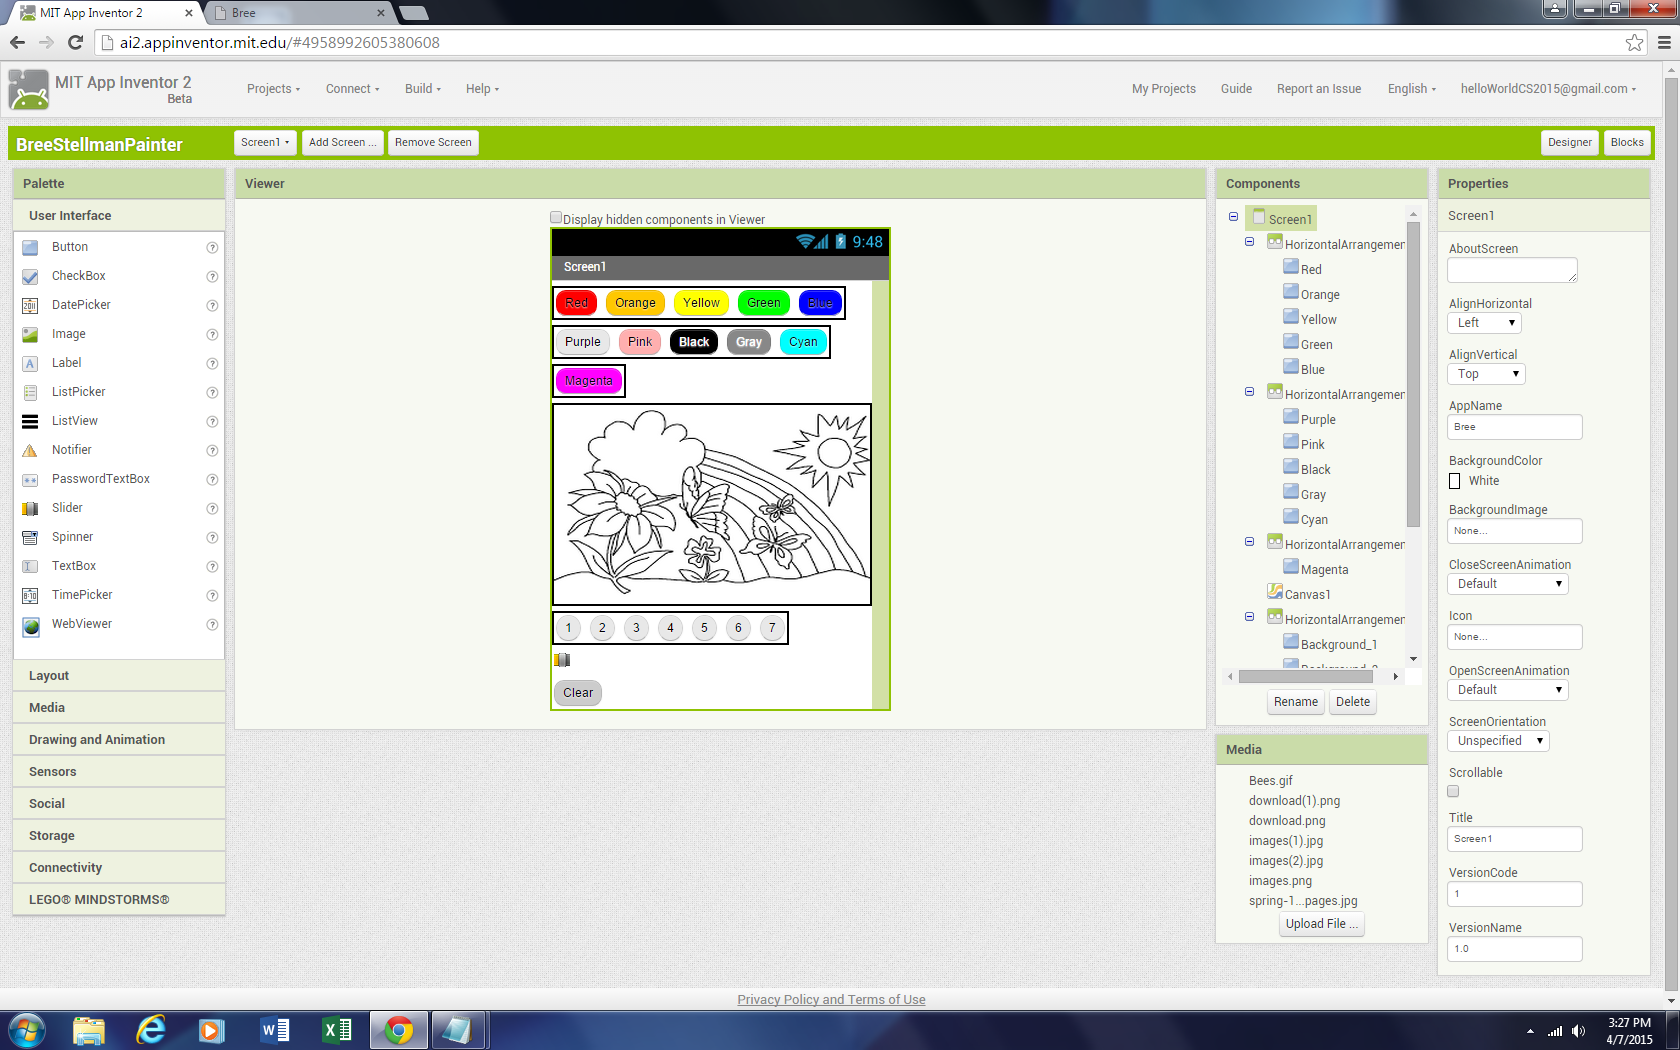 MIT App Inventor 2
Bree
ai2.appinventor.mit.edu/#4958992605380608
MIT App Inventor 2
Beta
Projects
Connect
Build
Help
My Projects
Guide
Report an Issue
English
helloWorldCS2015@gmail.com
BreeStellmanPainter
Screen1
Add Screen ...
Remove Screen
Designer
Blocks
Palette
User Interface
Button
CheckBox
DatePicker
Image
Label
ListPicker
ListView
Notifier
PasswordTextBox
Slider
Spinner
TextBox
TimePicker
WebViewer
Layout
Media
Drawing and Animation
Sensors
Social
Storage
Connectivity
LEGO® MINDSTORMS®
Viewer
Display hidden components in Viewer
9:48
Screen1
Red Orange Yellow Green Blue
Purple Pink Black Gray Cyan
Magenta
1 2 3 4 5 6 7
Clear
Components
Screen1
HorizontalArrangemen
Red
Orange
Yellow
Green
Blue
HorizontalArrangemen
Purple
Pink
Black
Gray
Cyan
HorizontalArrangemen
Magenta
Canvas1
HorizontalArrangemen
Background_1
Rename
Delete
Media
Bees.gif
download(1).png
download.png
images(1).jpg
images(2).jpg
images.png
spring-1...pages.jpg
Upload File ...
Properties
Screen1
AboutScreen
AlignHorizontal
Left
AlignVertical
Top
AppName
Bree
BackgroundColor
White
BackgroundImage
None...
CloseScreenAnimation
Default
Icon
None...
OpenScreenAnimation
Default
ScreenOrientation
Unspecified
Scrollable
Title
Screen1
VersionCode
1
VersionName
1.0
Privacy Policy and Terms of Use
3:27 PM
4/7/2015